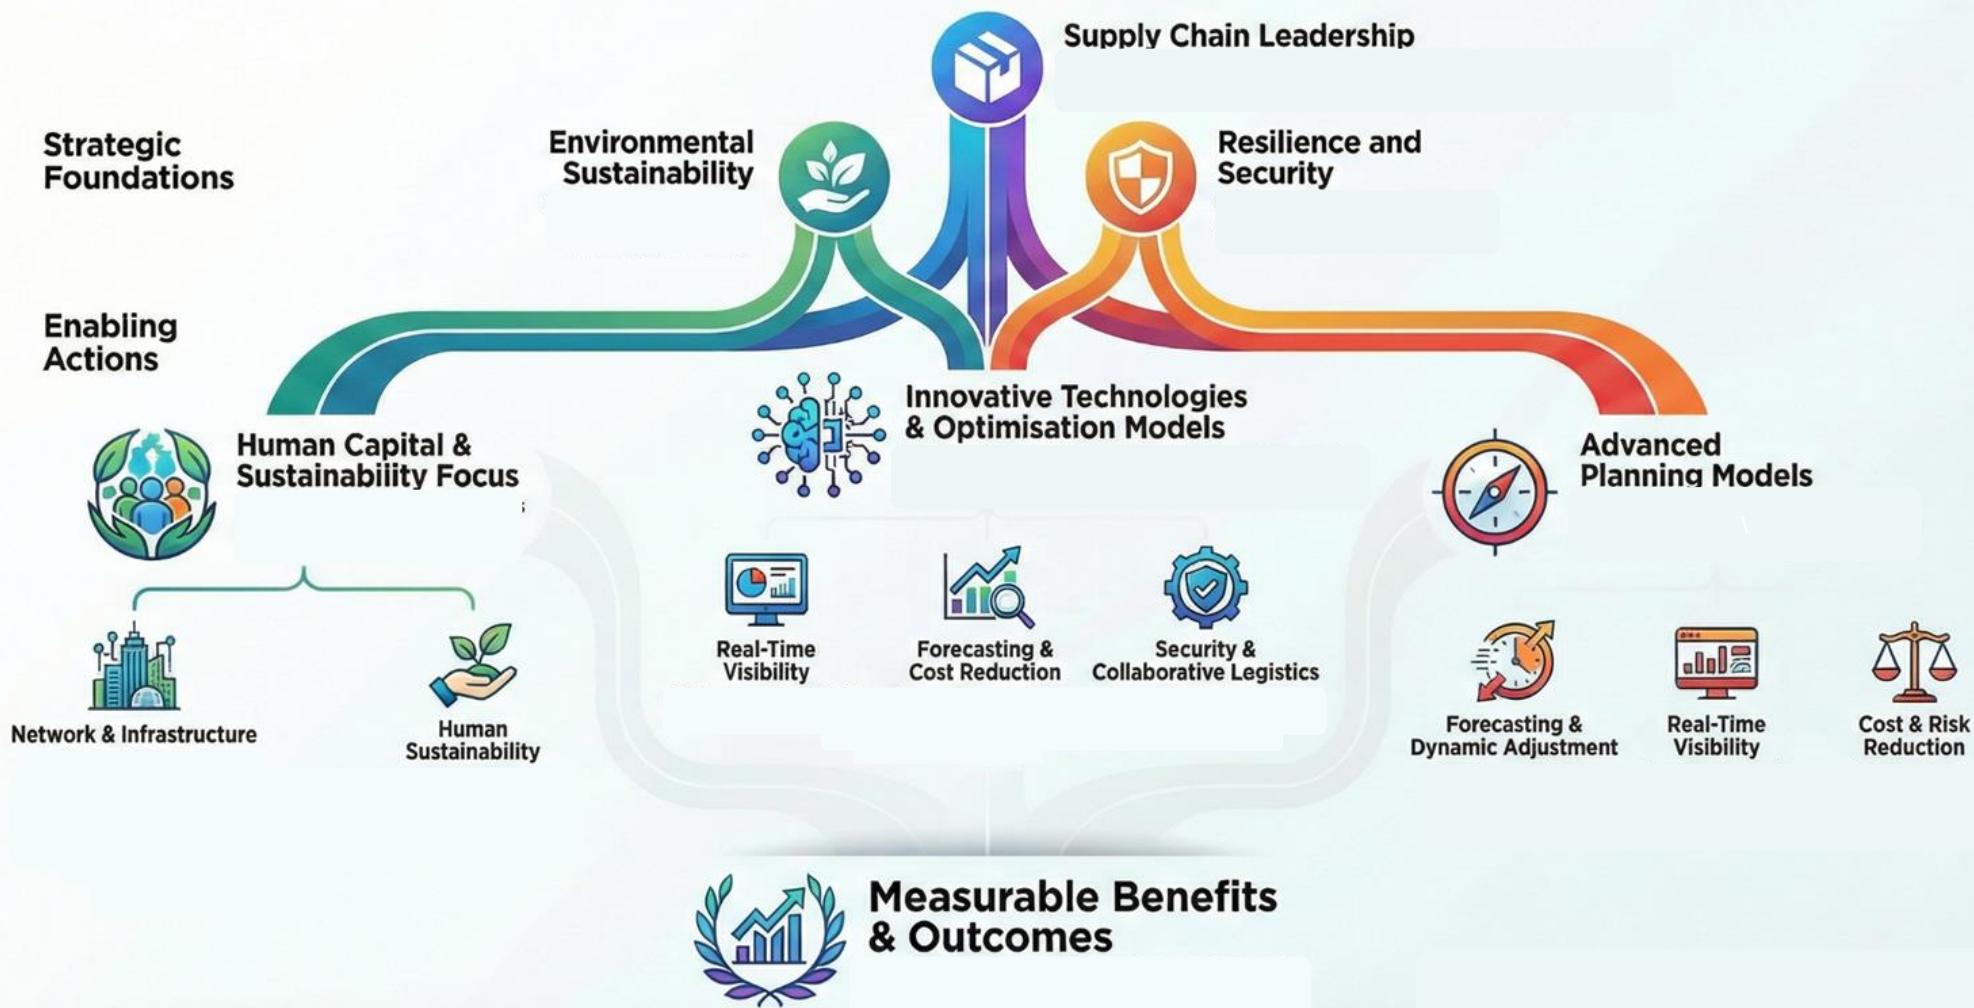 Supply Chain Leadership
Strategic
Foundations
Environmental
Sustainability
Resilience and
Security
Enabling
Actions
Human Capital &
Sustainability Focus
Innovative Technologies
& Optimisation Models
Advanced
Planning Models
Network & Infrastructure
Human
Sustainability
Real-Time
Visibility
Forecasting &
Cost Reduction
Security &
Collaborative Logistics
Forecasting &
Dynamic Adjustment
Real-Time
Visibility
Cost & Risk
Reduction
Measurable Benefits
& Outcomes